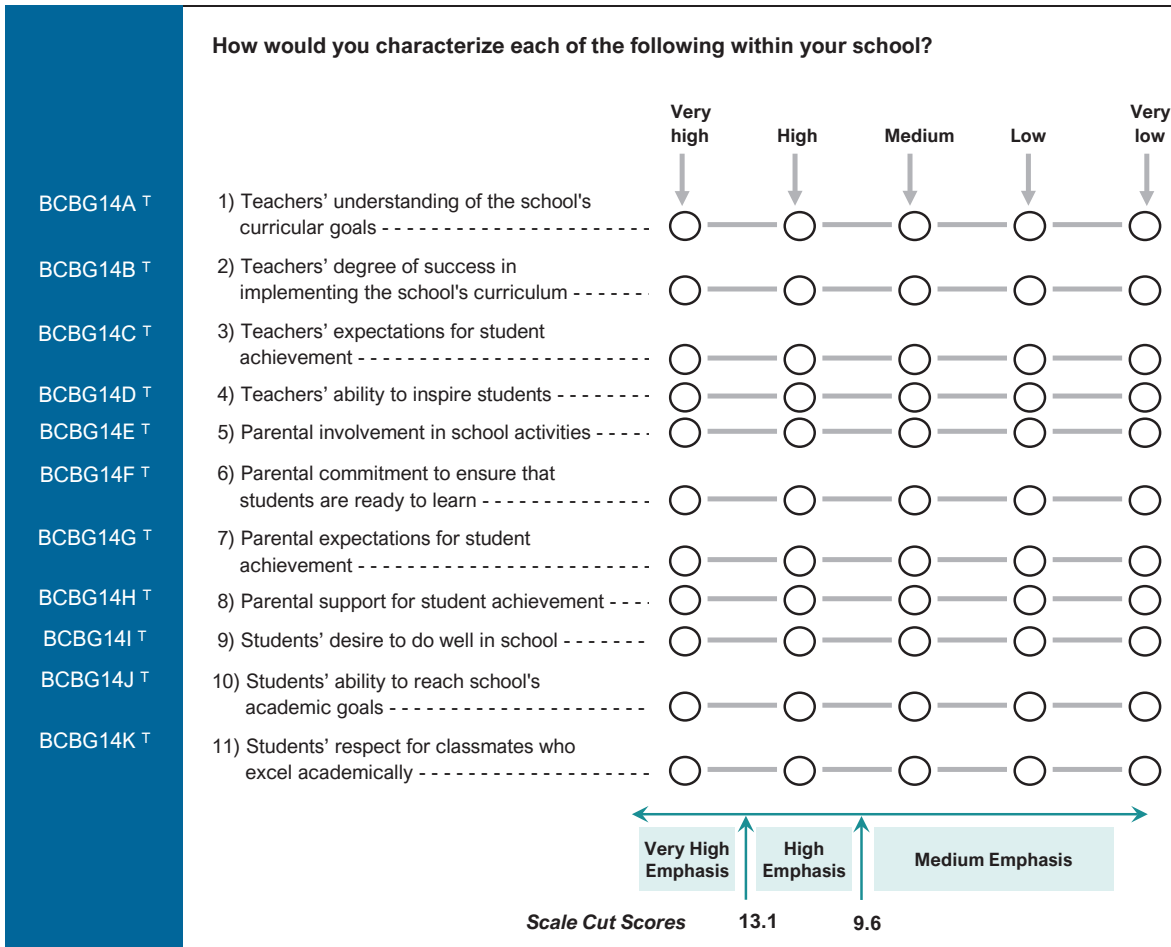 How would you characterize each of the following within your school?
Very high
High
Medium
Low
Very low
BCBG14A T
1) Teachers’ understanding of the school's
curricular goals - - - - - - - - - - - - - - - - - - - - - - -
BCBG14B T
2) Teachers’ degree of success in
implementing the school's curriculum - - - - - -
BCBG14C T
3) Teachers’ expectations for student
achievement - - - - - - - - - - - - - - - - - - - - - - - - -
BCBG14D T
4) Teachers’ ability to inspire students - - - - - - - -
BCBG14E T
5) Parental involvement in school activities - - - - -
BCBG14F T
6) Parental commitment to ensure that
students are ready to learn - - - - - - - - - - - - - -
BCBG14G T
7) Parental expectations for student
achievement - - - - - - - - - - - - - - - - - - - - - - - - -
BCBG14H T
8) Parental support for student achievement - - - -
BCBG14I T
9) Students’ desire to do well in school - - - - - - -
BCBG14J T
10) Students’ ability to reach school's
academic goals - - - - - - - - - - - - - - - - - - - - - -
BCBG14K T
11) Students’ respect for classmates who
excel academically - - - - - - - - - - - - - - - - - - -
Very High
Emphasis
High
Emphasis
Medium Emphasis
Scale Cut Scores 13.1 9.6